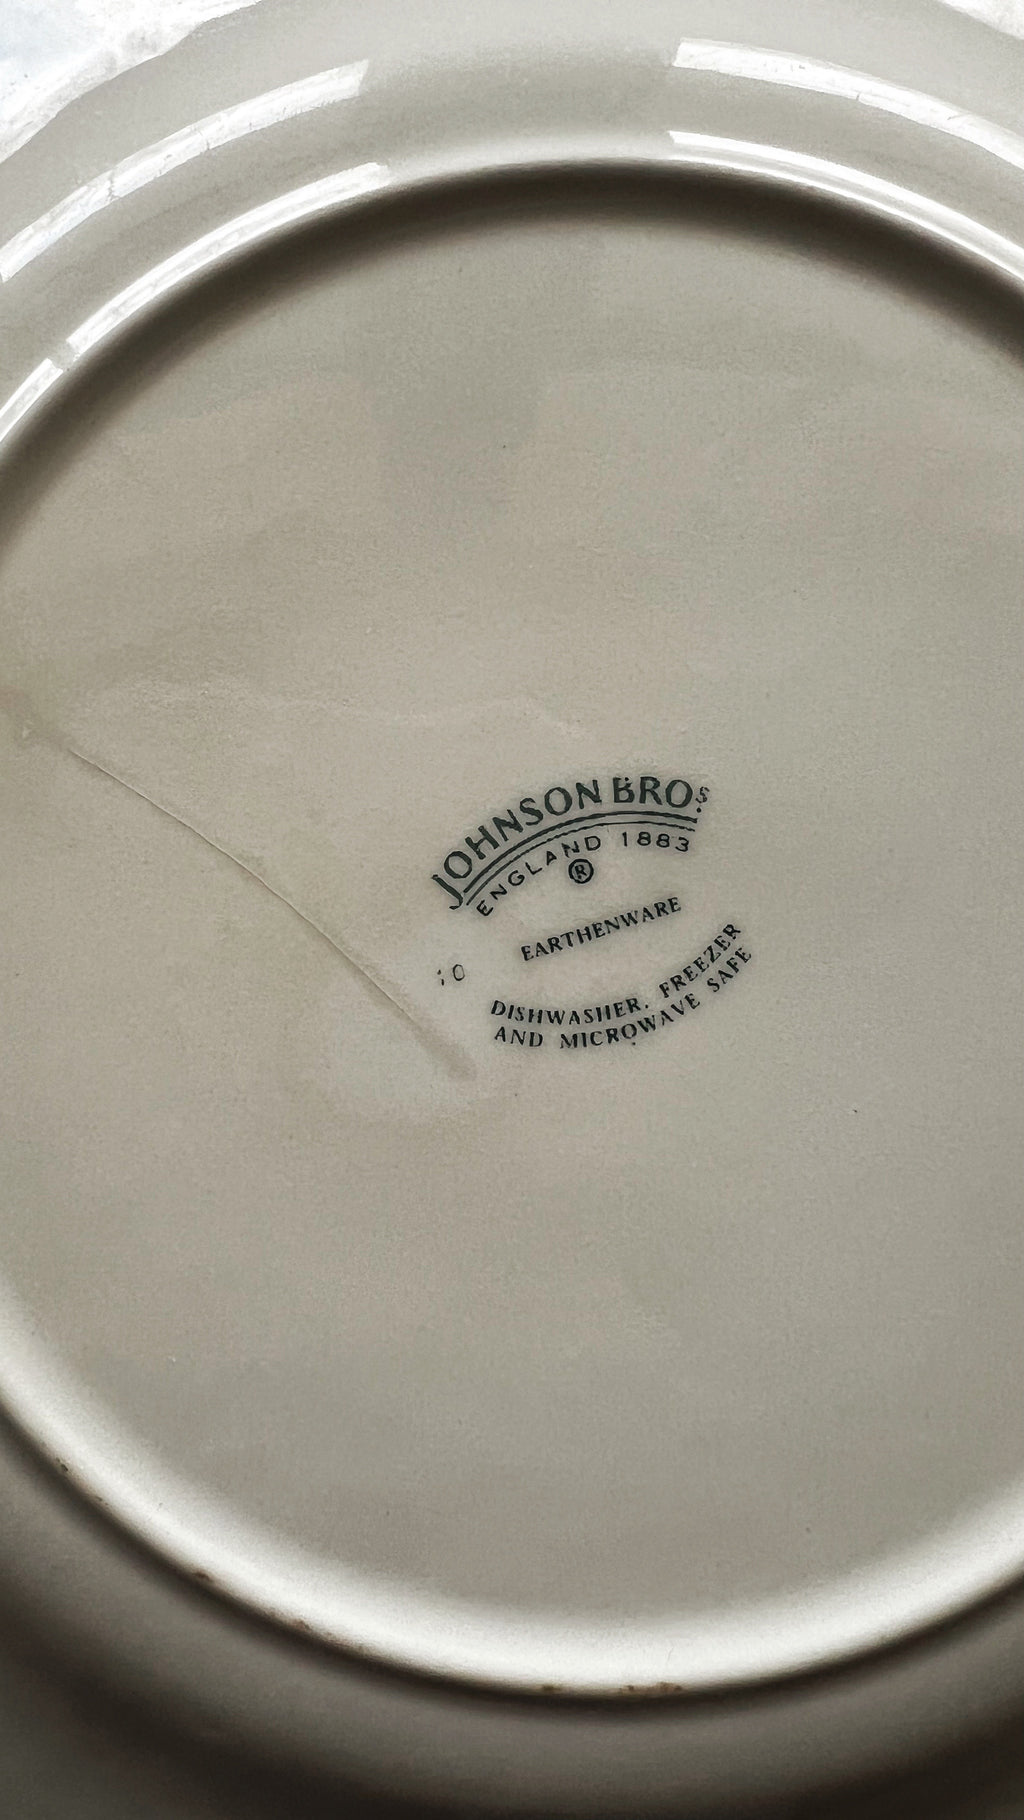 JOHNSON BROS.
ENGLAND 1883
®
EARTHENWARE
DISHWASHER, FREEZER
AND MICROWAVE SAFE